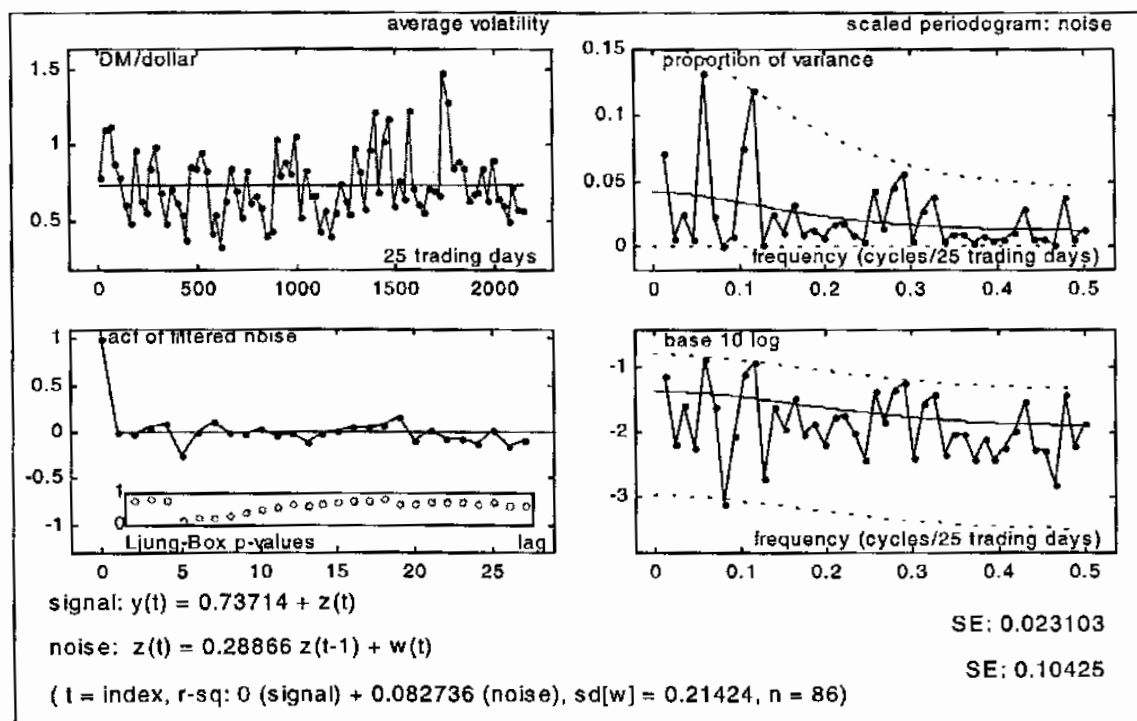 average volatility
DM/dollar
1.5
1
0.5
25 trading days
0 500 1000 1500 2000
scaled periodogram: noise
0.15
proportion of variance
0.1
0.05
0
frequency (cycles/25 trading days)
0 0.1 0.2 0.3 0.4 0.5
acf of filtered noise
1
0.5
0
-0.5
-1
1
0
Ljung-Box p-values
lag
0 5 10 15 20 25
base 10 log
-1
-2
-3
frequency (cycles/25 trading days)
0 0.1 0.2 0.3 0.4 0.5
signal: y(t) = 0.73714 + z(t)
SE: 0.023103
noise: z(t) = 0.28866 z(t-1) + w(t)
SE: 0.10425
( t = index, r-sq: 0 (signal) + 0.082736 (noise), sd[w] = 0.21424, n = 86)